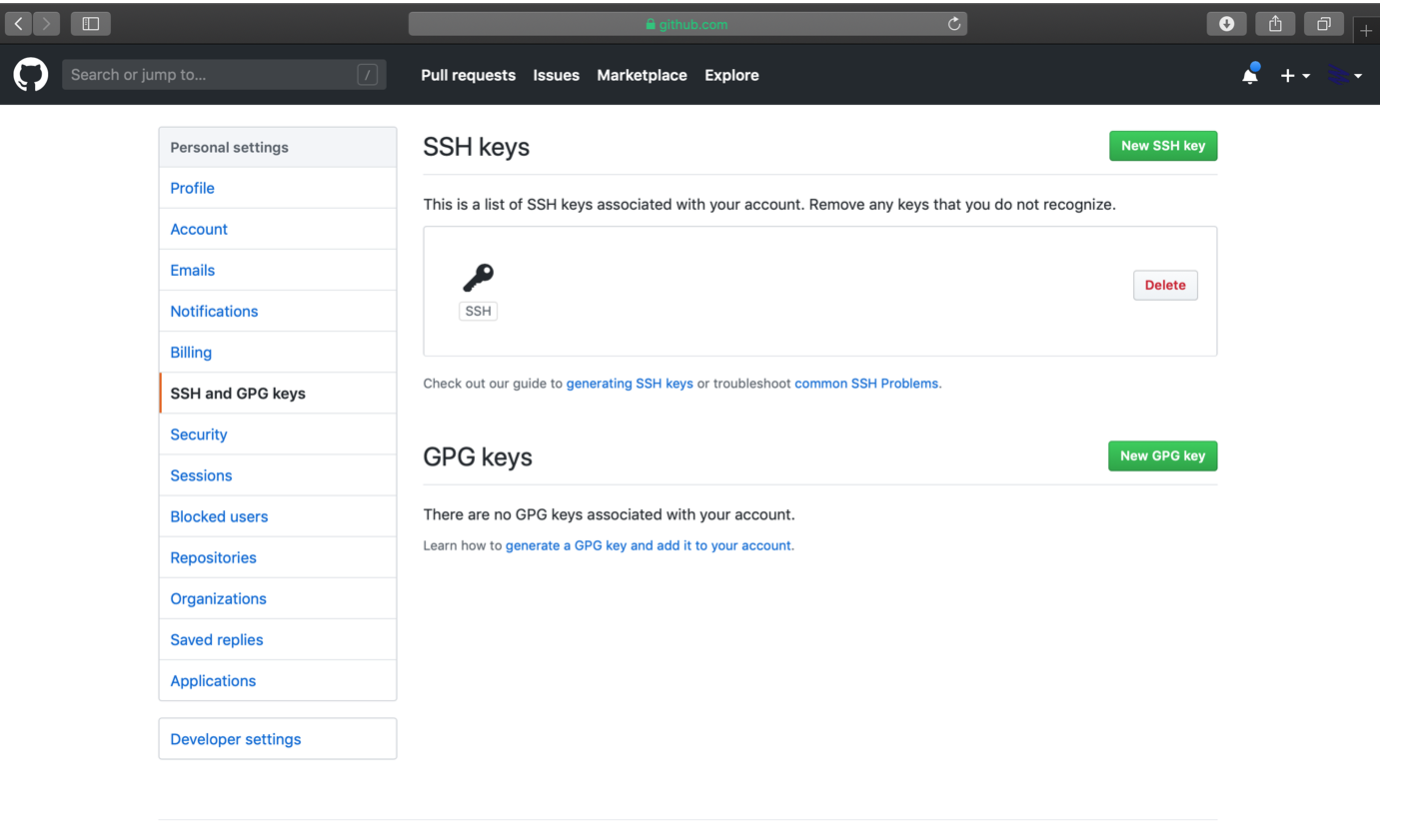 github.com
Search or jump to... /
Pull requests Issues Marketplace Explore
Personal settings
Profile
Account
Emails
Notifications
Billing
SSH and GPG keys
Security
Sessions
Blocked users
Repositories
Organizations
Saved replies
Applications
Developer settings
SSH keys
New SSH key
This is a list of SSH keys associated with your account. Remove any keys that you do not recognize.
SSH
Delete
Check out our guide to generating SSH keys or troubleshoot common SSH Problems.
GPG keys
New GPG key
There are no GPG keys associated with your account.
Learn how to generate a GPG key and add it to your account.